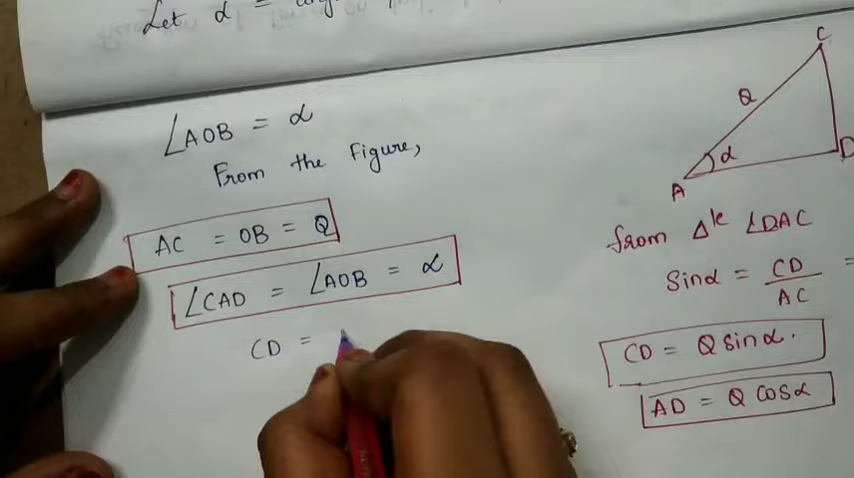 Let α = ang
∠AOB = α
From the Figure,
AC = OB = Q
∠CAD = ∠AOB = α
CD =
C
Q
α
A
D
from Δle ∠DAC
Sinα = CD/AC =
CD = Q sinα.
AD = Q cosα